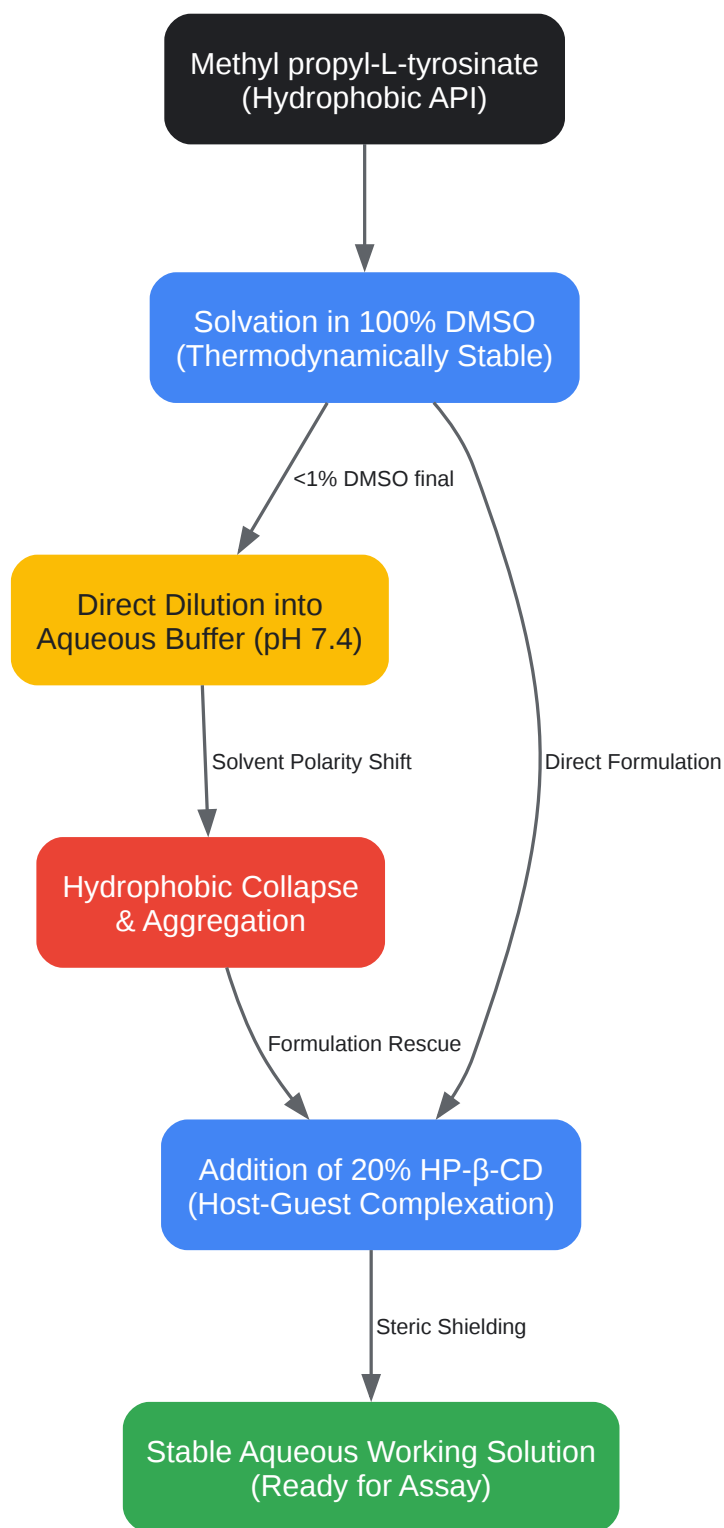 Methyl propyl-L-tyrosinate
(Hydrophobic API)
Solvation in 100% DMSO
(Thermodynamically Stable)
<1% DMSO final
Direct Dilution into
Aqueous Buffer (pH 7.4)
Solvent Polarity Shift
Direct Formulation
Hydrophobic Collapse
& Aggregation
Formulation Rescue
Addition of 20% HP-β-CD
(Host-Guest Complexation)
Steric Shielding
Stable Aqueous Working Solution
(Ready for Assay)